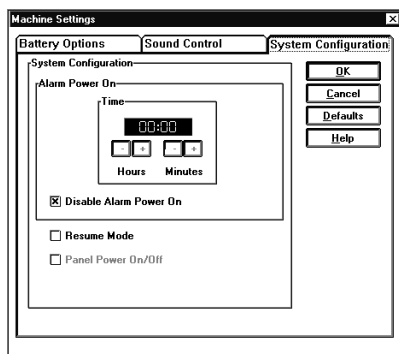 Machine Settings
Battery Options Sound Control System Configuration
System Configuration
Alarm Power On
Time
00:00
- + - +
Hours Minutes
Disable Alarm Power On
Resume Mode
Panel Power On/Off
OK
Cancel
Defaults
Help